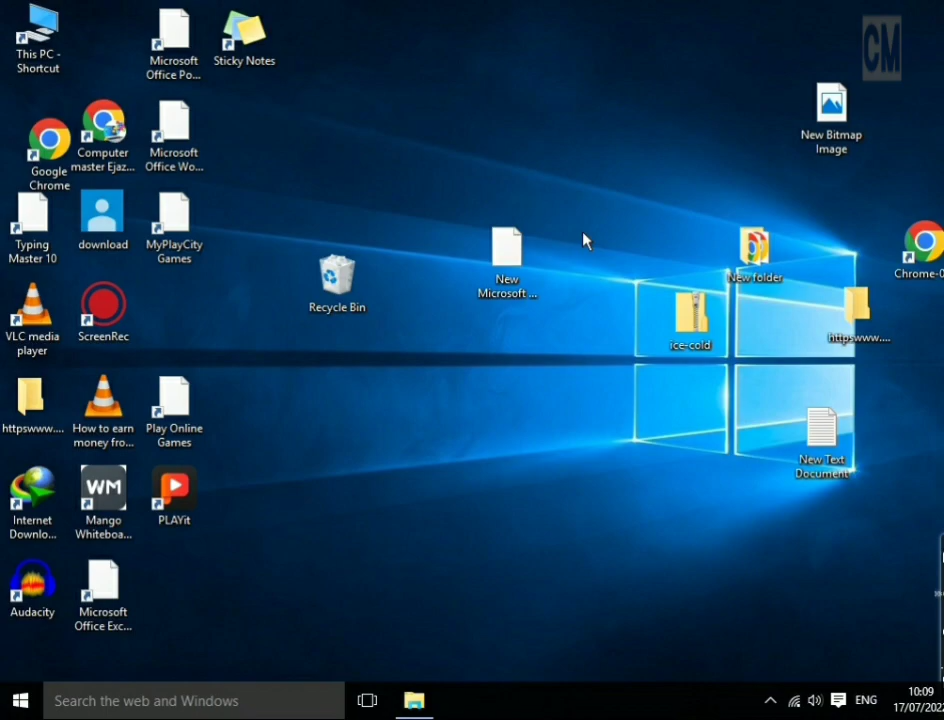 This PC -
Shortcut
Microsoft
Office Po...
Sticky Notes
CM
New Bitmap
Image
Google
Chrome
Computer
master Ejaz...
Microsoft
Office Wo...
Typing
Master 10
download
MyPlayCity
Games
Recycle Bin
New
Microsoft ...
New folder
Chrome-0
VLC media
player
ScreenRec
ice-cold
httpswww....
httpswww....
How to earn
money fro...
Play Online
Games
New Text
Document
WM
Internet
Downlo...
Mango
Whiteboa...
PLAYit
Audacity
Microsoft
Office Exc...
Search the web and Windows
ENG
10:09
17/07/202